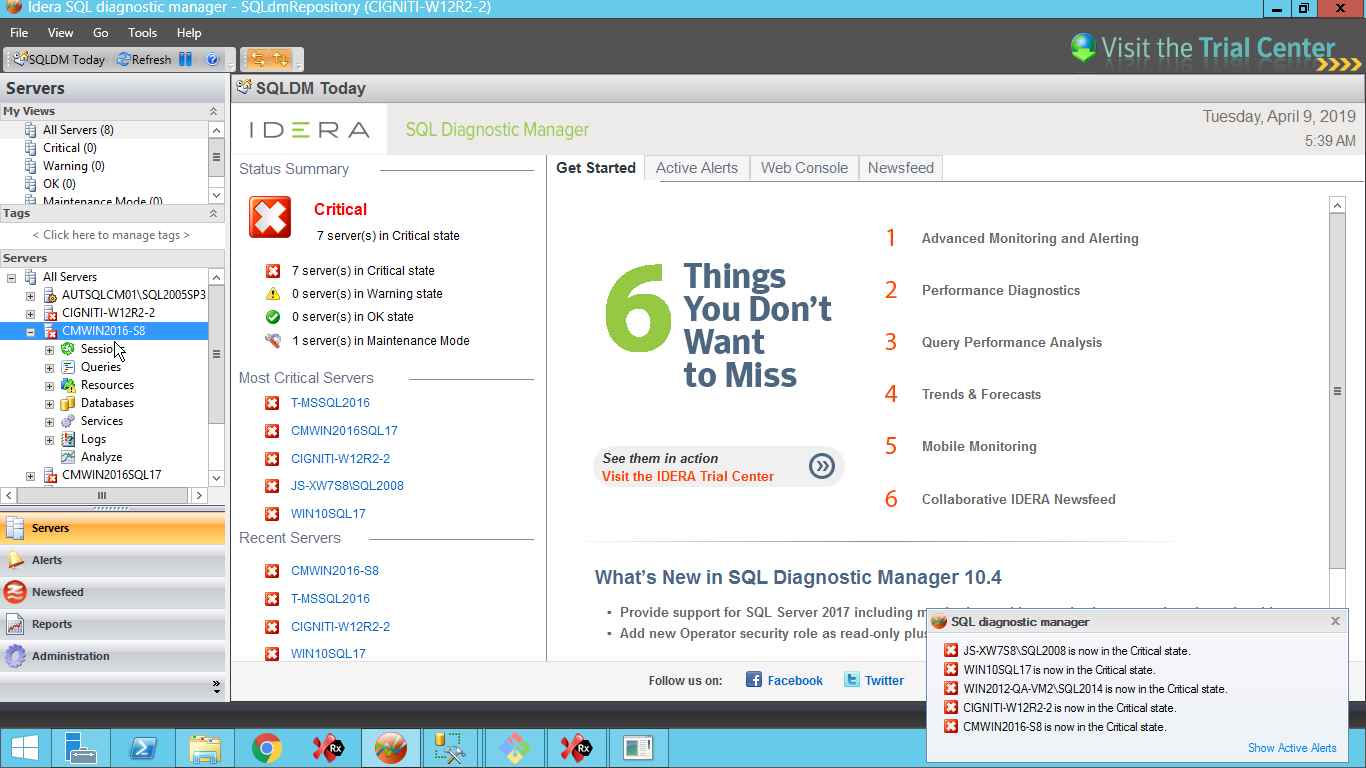 Idera SQL diagnostic manager - SQLdmRepository (CIGNITI-W12R2-2)
File View Go Tools Help
SQLDM Today Refresh
Visit the Trial Center
Servers
My Views
All Servers (8)
Critical (0)
Warning (0)
OK (0)
Maintenance Mode (0)
Tags
< Click here to manage tags >
Servers
All Servers
AUTSQLCM01\SQL2005SP3
CIGNITI-W12R2-2
CMWIN2016-S8
Sessions
Queries
Resources
Databases
Services
Logs
Analyze
CMWIN2016SQL17
Servers
Alerts
Newsfeed
Reports
Administration
SQLDM Today
IDERA SQL Diagnostic Manager
Tuesday, April 9, 2019
5:39 AM
Status Summary
Critical
7 server(s) in Critical state
7 server(s) in Critical state
0 server(s) in Warning state
0 server(s) in OK state
1 server(s) in Maintenance Mode
Most Critical Servers
T-MSSQL2016
CMWIN2016SQL17
CIGNITI-W12R2-2
JS-XW7S8\SQL2008
WIN10SQL17
Recent Servers
CMWIN2016-S8
T-MSSQL2016
CIGNITI-W12R2-2
WIN10SQL17
Get Started Active Alerts Web Console Newsfeed
6 Things
You Don't
Want
to Miss
See them in action
Visit the IDERA Trial Center
1 Advanced Monitoring and Alerting
2 Performance Diagnostics
3 Query Performance Analysis
4 Trends & Forecasts
5 Mobile Monitoring
6 Collaborative IDERA Newsfeed
What's New in SQL Diagnostic Manager 10.4
Provide support for SQL Server 2017 including
Add new Operator security role as read-only plus
Follow us on: Facebook Twitter
SQL diagnostic manager
JS-XW7S8\SQL2008 is now in the Critical state.
WIN10SQL17 is now in the Critical state.
WIN2012-QA-VM2\SQL2014 is now in the Critical state.
CIGNITI-W12R2-2 is now in the Critical state.
CMWIN2016-S8 is now in the Critical state.
Show Active Alerts
Rx
Rx